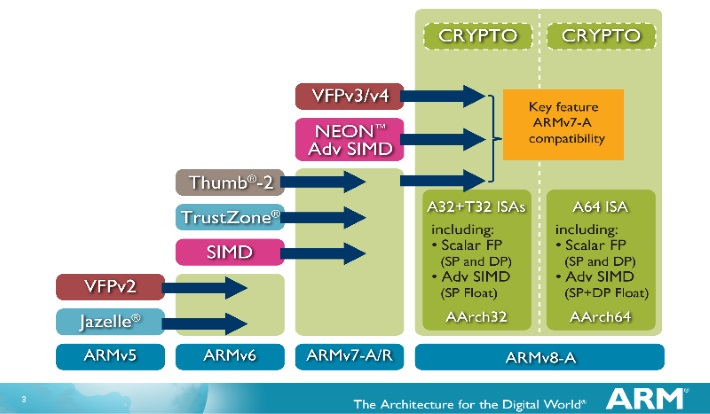 CRYPTO
CRYPTO
VFPv3/v4
Key feature
ARMv7-A
compatibility
NEON™
Adv SIMD
Thumb®-2
TrustZone®
SIMD
A32+T32 ISAs
including:
• Scalar FP
(SP and DP)
• Adv SIMD
(SP Float)
AArch32
A64 ISA
including:
• Scalar FP
(SP and DP)
• Adv SIMD
(SP+DP Float)
AArch64
VFPv2
Jazelle®
ARMv5
ARMv6
ARMv7-A/R
ARMv8-A
3
The Architecture for the Digital World®
ARM®